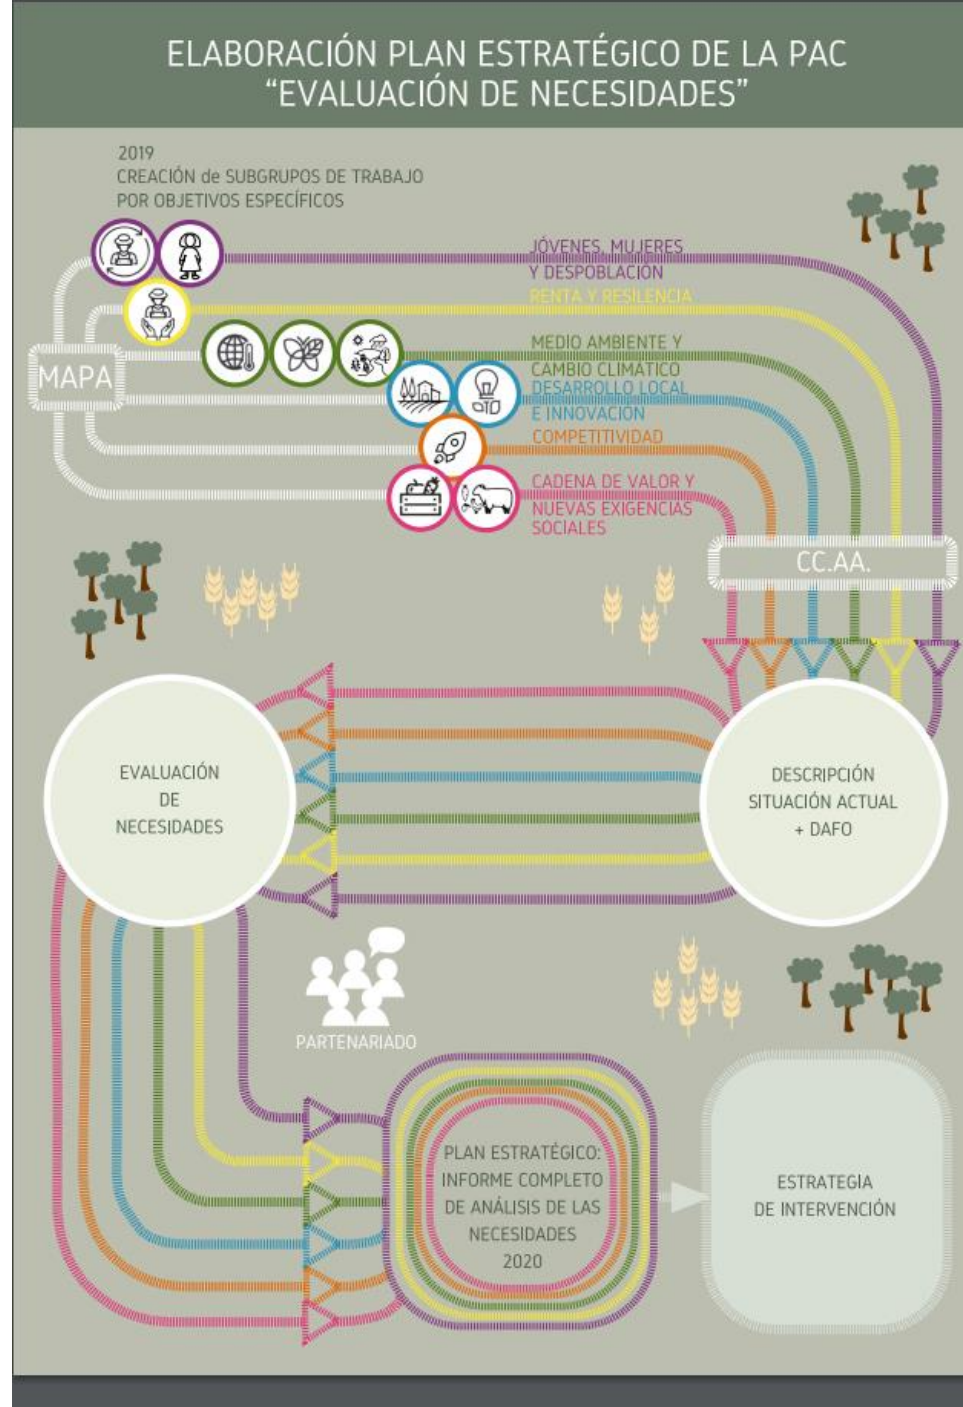 ELABORACIÓN PLAN ESTRATÉGICO DE LA PAC
“EVALUACIÓN DE NECESIDADES”
2019
CREACIÓN de SUBGRUPOS DE TRABAJO
POR OBJETIVOS ESPECÍFICOS
JÓVENES, MUJERES
Y DESPOBLACIÓN
RENTA Y RESILENCIA
MEDIO AMBIENTE Y
CAMBIO CLIMÁTICO
DESARROLLO LOCAL
E INNOVACIÓN
COMPETITIVIDAD
CADENA DE VALOR Y
NUEVAS EXIGENCIAS
SOCIALES
MAPA
CC.AA.
DESCRIPCIÓN
SITUACIÓN ACTUAL
+ DAFO
EVALUACIÓN
DE
NECESIDADES
PARTENARIADO
PLAN ESTRATÉGICO:
INFORME COMPLETO
DE ANÁLISIS DE LAS
NECESIDADES
2020
ESTRATEGIA
DE INTERVENCIÓN